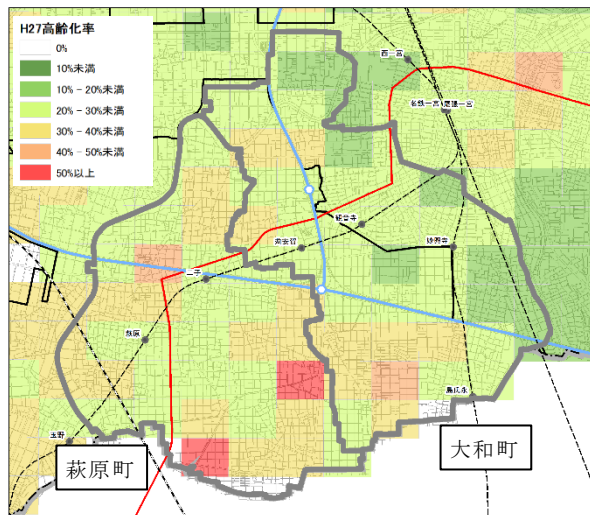 H27高齢化率
0%
10%未満
10% - 20%未満
20% - 30%未満
30% - 40%未満
40% - 50%未満
50%以上
西一宮
名鉄一宮
尾張一宮
観音寺
苅安賀
妙興寺
二子
萩原
島氏永
玉野
萩原町
大和町